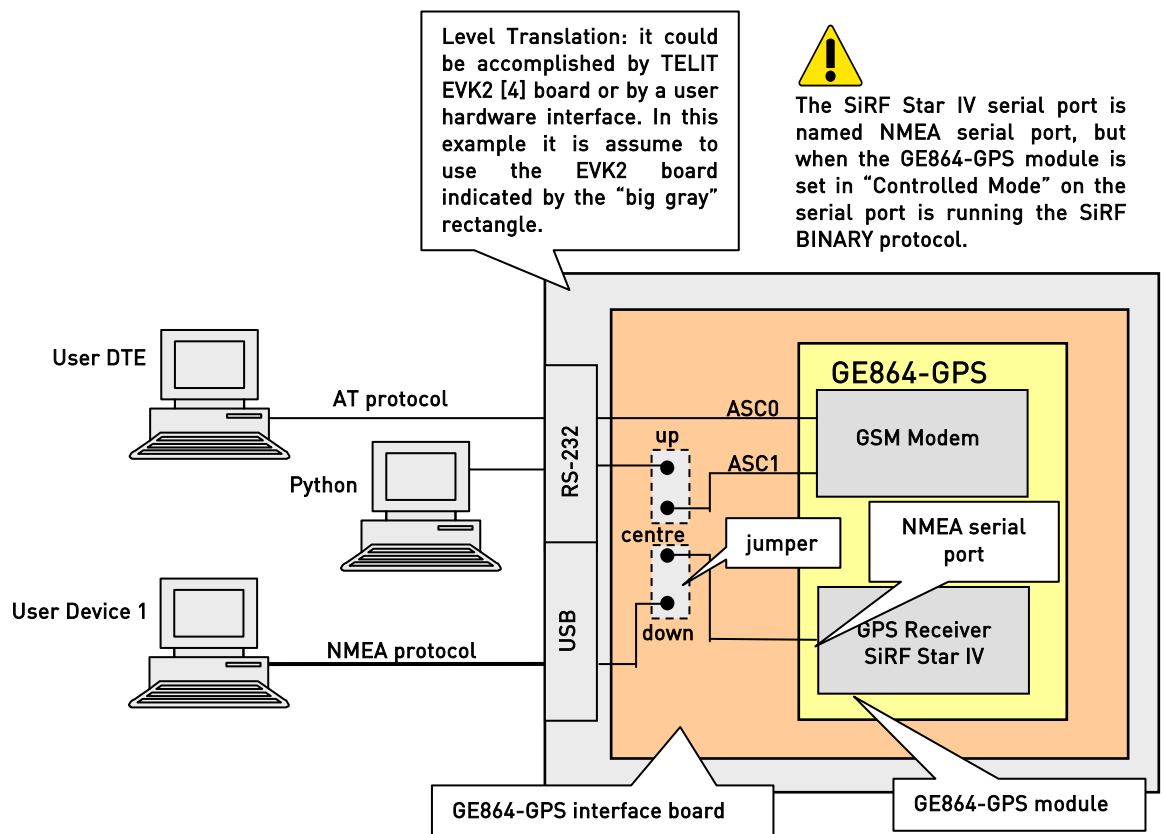 Level Translation: it could
be accomplished by TELIT
EVK2 [4] board or by a user
hardware interface. In this
example it is assume to
use the EVK2 board
indicated by the “big gray”
rectangle.
The SiRF Star IV serial port is
named NMEA serial port, but
when the GE864-GPS module is
set in “Controlled Mode” on the
serial port is running the SiRF
BINARY protocol.
User DTE
AT protocol
Python
User Device 1
NMEA protocol
RS-232
USB
up
centre
down
jumper
ASC0
ASC1
GE864-GPS
GSM Modem
NMEA serial
port
GPS Receiver
SiRF Star IV
GE864-GPS interface board
GE864-GPS module